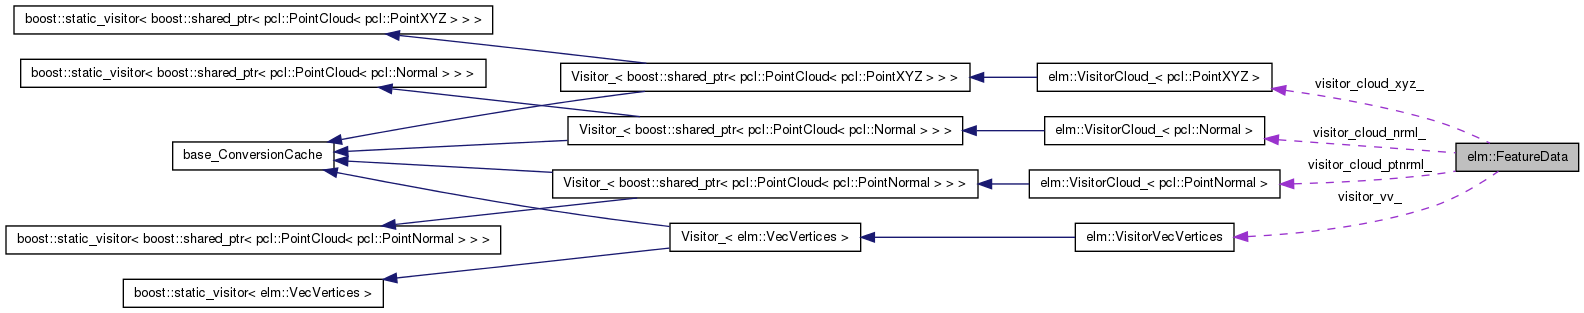 boost::static_visitor< boost::shared_ptr< pcl::PointCloud< pcl::PointXYZ > > >
boost::static_visitor< boost::shared_ptr< pcl::PointCloud< pcl::Normal > > >
Visitor_< boost::shared_ptr< pcl::PointCloud< pcl::PointXYZ > > >
elm::VisitorCloud_< pcl::PointXYZ >
visitor_cloud_xyz_
Visitor_< boost::shared_ptr< pcl::PointCloud< pcl::Normal > > >
elm::VisitorCloud_< pcl::Normal >
visitor_cloud_nrml_
base_ConversionCache
elm::FeatureData
visitor_cloud_ptnrml_
Visitor_< boost::shared_ptr< pcl::PointCloud< pcl::PointNormal > > >
elm::VisitorCloud_< pcl::PointNormal >
visitor_vv_
boost::static_visitor< boost::shared_ptr< pcl::PointCloud< pcl::PointNormal > > >
Visitor_< elm::VecVertices >
elm::VisitorVecVertices
boost::static_visitor< elm::VecVertices >